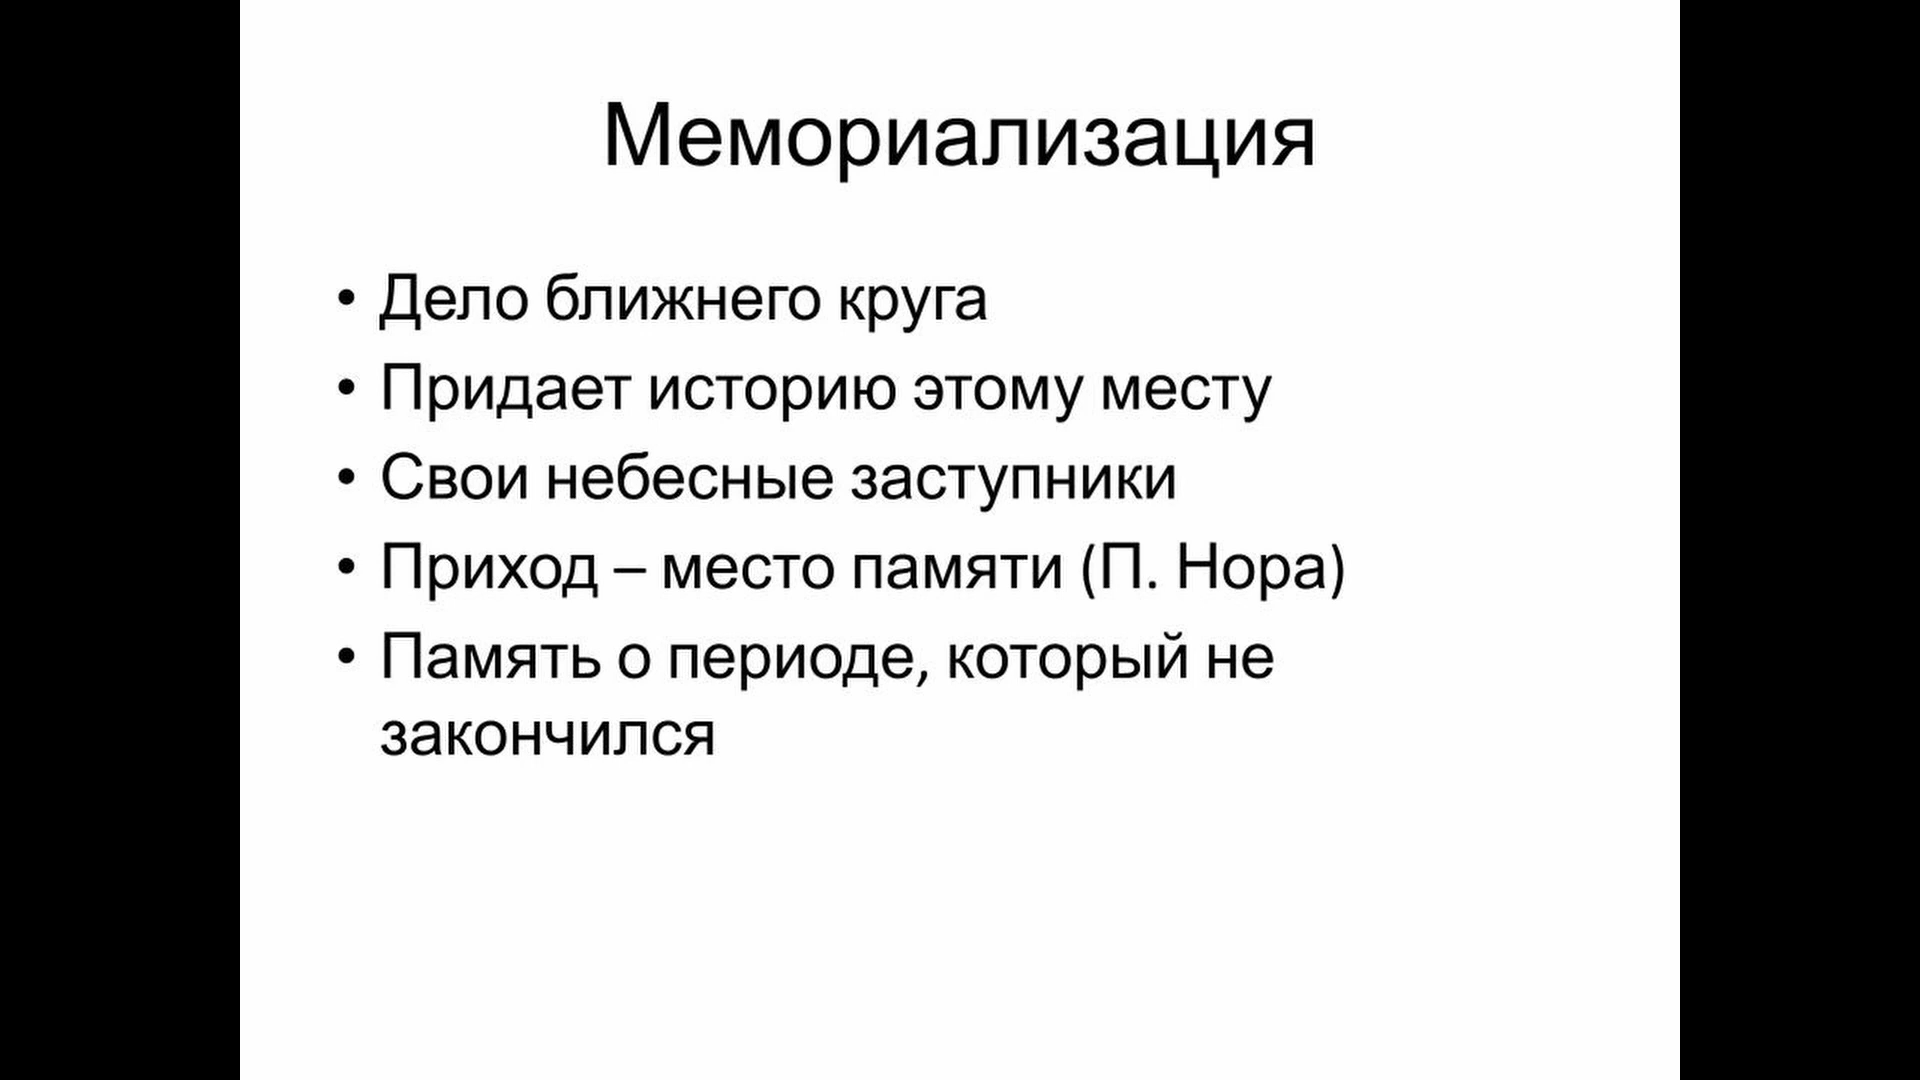 Мемориализация
• Дело ближнего круга
• Придает историю этому месту
• Свои небесные заступники
• Приход – место памяти (П. Нора)
• Память о периоде, который не
закончился